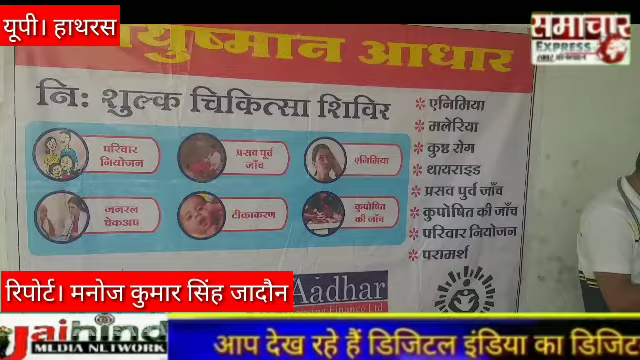 यूपी। हाथरस
समाचार
EXPRESS
आयुष्मान आधार
निः शुल्क चिकित्सा शिविर
परिवार
नियोजन
प्रसव पूर्व
जाँच
एनिमिया
जनरल
चेकअप
टीकाकरण
कुपोषित
की जाँच
एनिमिया
मलेरिया
कुष्ठ रोग
थायराइड
प्रसव पुर्व जाँच
कुपोषित की जाँच
परिवार नियोजन
परामर्श
Aadhar
रिपोर्ट। मनोज कुमार सिंह जादौन
Jaihind
MEDIA NETWORK
आप देख रहे हैं डिजिटल इंडिया का डिजिट